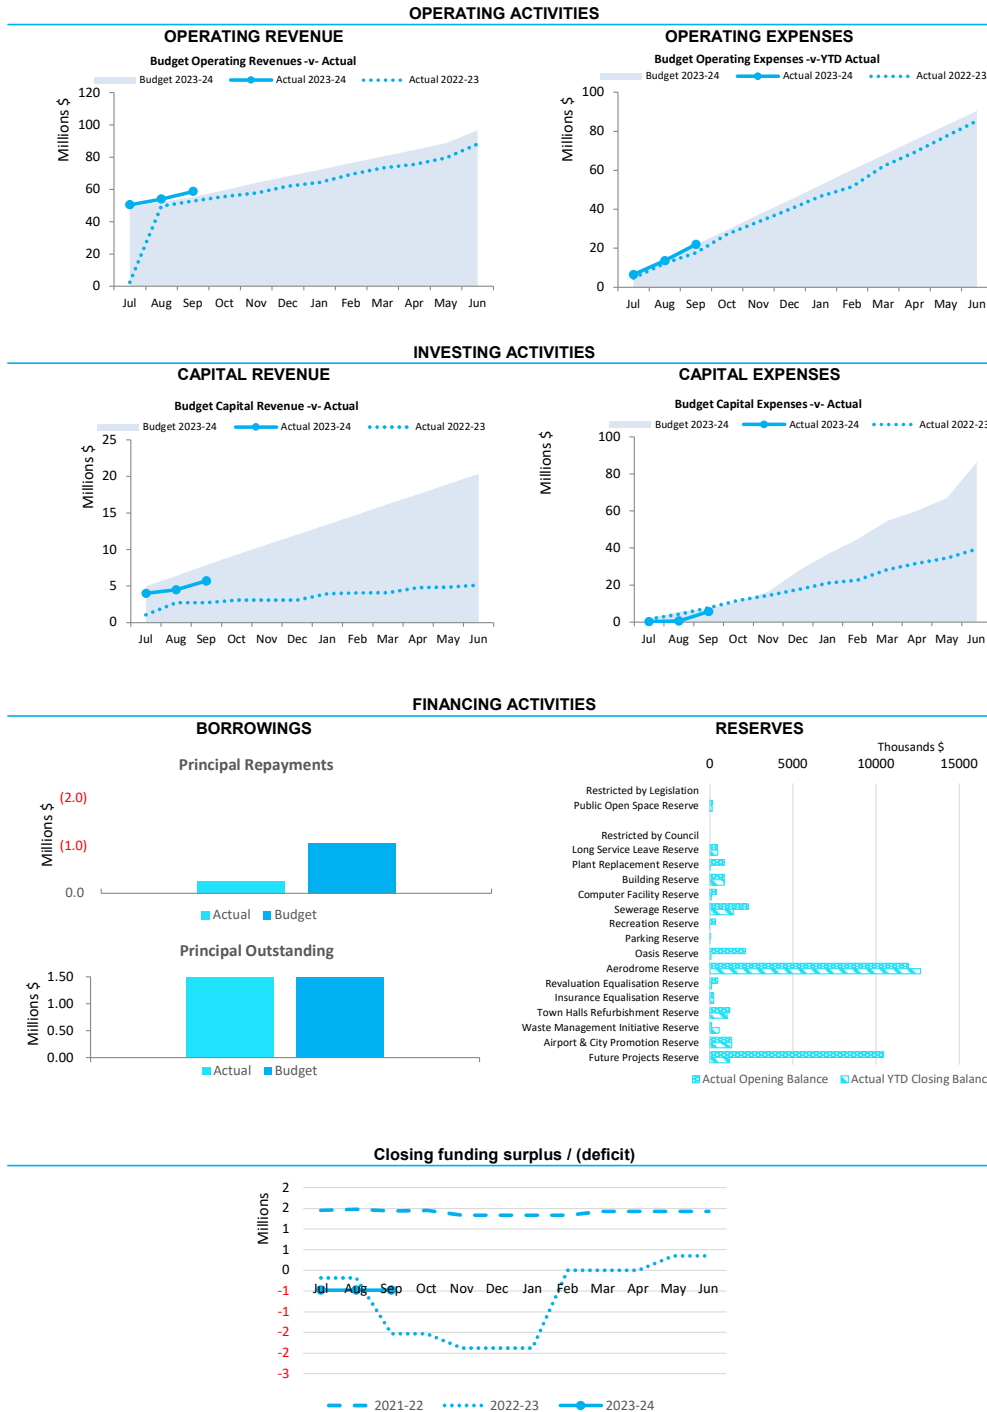 OPERATING ACTIVITIES
OPERATING REVENUE
Budget Operating Revenues -v- Actual
Budget 2023-24 Actual 2023-24 Actual 2022-23
Millions $
120
100
80
60
40
20
0
Jul Aug Sep Oct Nov Dec Jan Feb Mar Apr May Jun
OPERATING EXPENSES
Budget Operating Expenses -v-YTD Actual
Budget 2023-24 Actual 2023-24 Actual 2022-23
Millions $
100
80
60
40
20
0
Jul Aug Sep Oct Nov Dec Jan Feb Mar Apr May Jun
INVESTING ACTIVITIES
CAPITAL REVENUE
Budget Capital Revenue -v- Actual
Budget 2023-24 Actual 2023-24 Actual 2022-23
Millions $
25
20
15
10
5
0
Jul Aug Sep Oct Nov Dec Jan Feb Mar Apr May Jun
CAPITAL EXPENSES
Budget Capital Expenses -v- Actual
Budget 2023-24 Actual 2023-24 Actual 2022-23
Millions $
100
80
60
40
20
0
Jul Aug Sep Oct Nov Dec Jan Feb Mar Apr May Jun
FINANCING ACTIVITIES
BORROWINGS
Principal Repayments
Millions $
(2.0)
(1.0)
0.0
Actual Budget
Principal Outstanding
Millions $
1.50
1.00
0.50
0.00
Actual Budget
RESERVES
Thousands $
0 5000 10000 15000
Restricted by Legislation
Public Open Space Reserve
Restricted by Council
Long Service Leave Reserve
Plant Replacement Reserve
Building Reserve
Computer Facility Reserve
Sewerage Reserve
Recreation Reserve
Parking Reserve
Oasis Reserve
Aerodrome Reserve
Revaluation Equalisation Reserve
Insurance Equalisation Reserve
Town Halls Refurbishment Reserve
Waste Management Initiative Reserve
Airport & City Promotion Reserve
Future Projects Reserve
Actual Opening Balance Actual YTD Closing Balanc
Closing funding surplus / (deficit)
Millions
2
2
1
1
0
-1
-1
-2
-2
-3
Jul Aug Sep Oct Nov Dec Jan Feb Mar Apr May Jun
2021-22 2022-23 2023-24